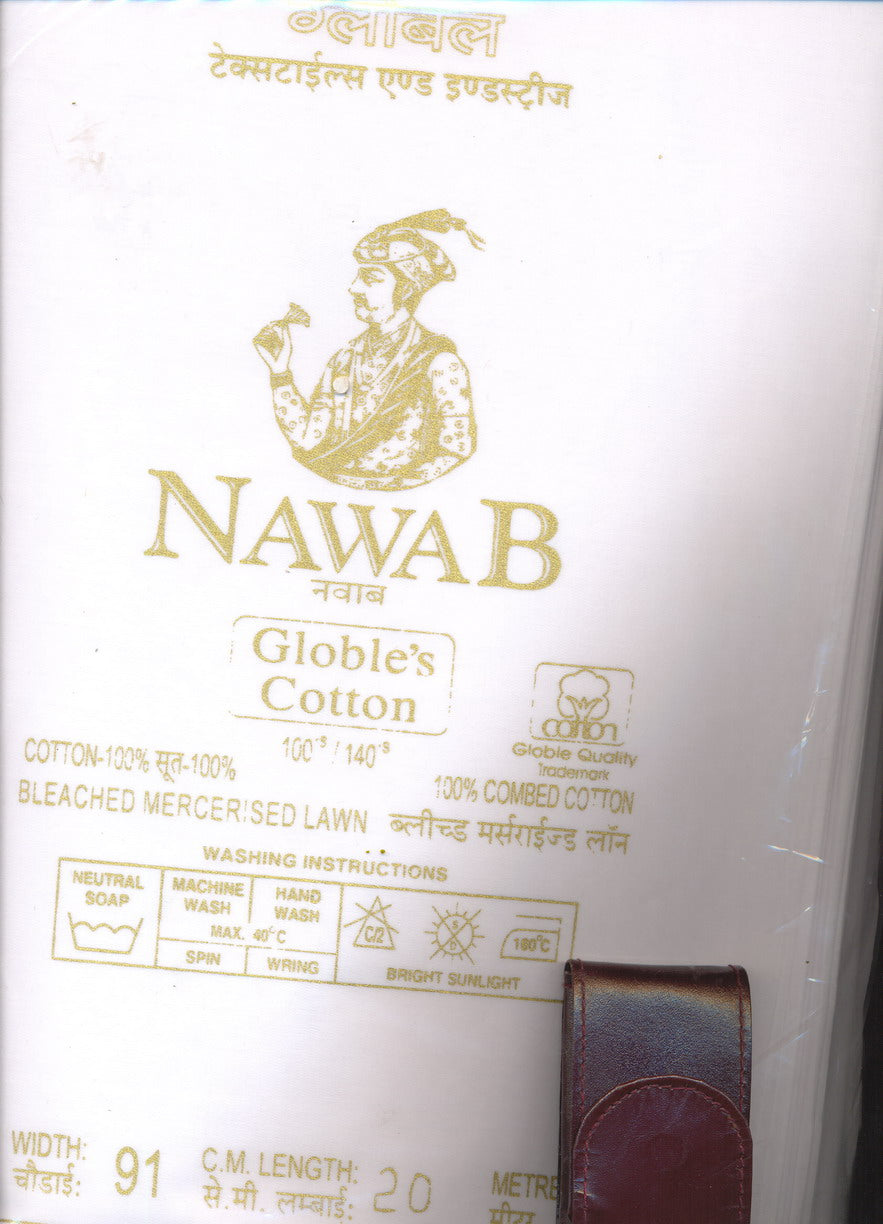 ग्लोबल
टेक्सटाईल्स एण्ड इण्डस्ट्रीज
NAWAB
नवाब
Globle's
Cotton
100's / 140's
cotton
Globle Quality
Trademark
COTTON-100% सूत-100%
100% COMBED COTTON
BLEACHED MERCERISED LAWN ब्लीच्ड मर्सराईज्ड लॉन
WASHING INSTRUCTIONS
NEUTRAL
SOAP
MACHINE
WASH
HAND
WASH
MAX. 40°C
SPIN
WRING
C/2
S
D
180°C
BRIGHT SUNLIGHT
WIDTH: 91 C.M. LENGTH: 20 METRE
चौडाई: से.मी. लम्बाई: मीटर